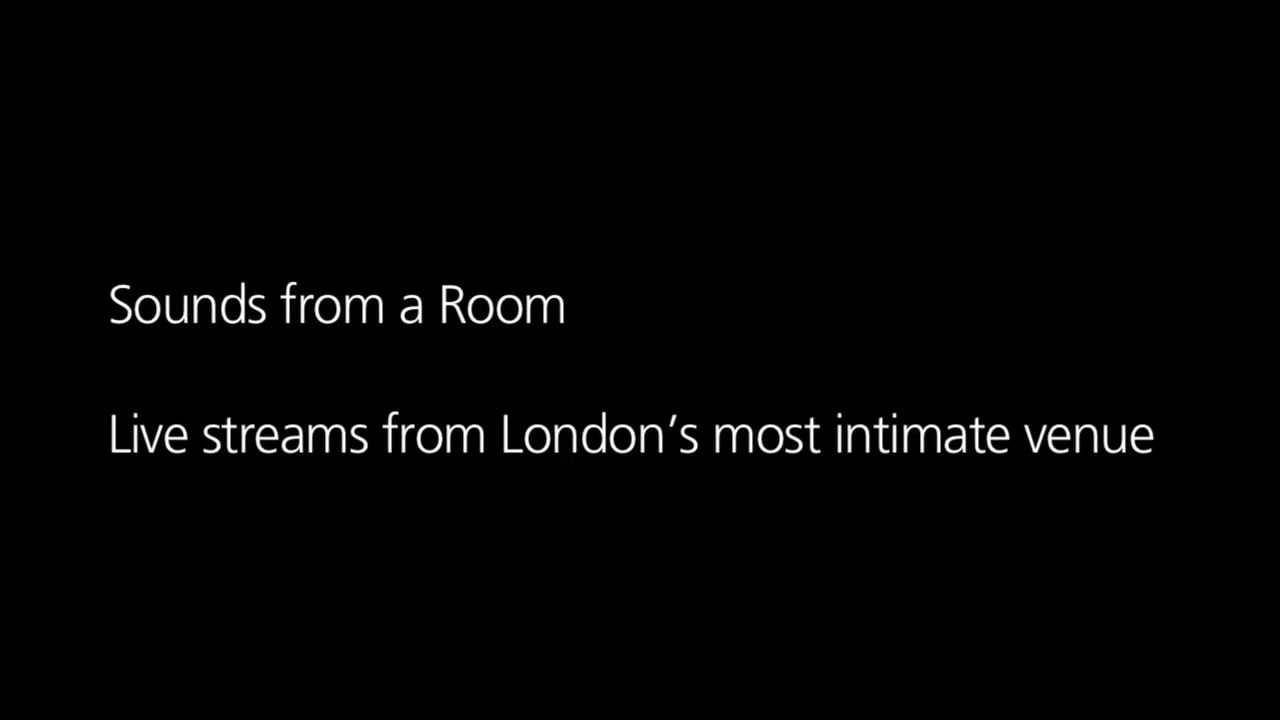 Sounds from a Room
Live streams from London’s most intimate venue